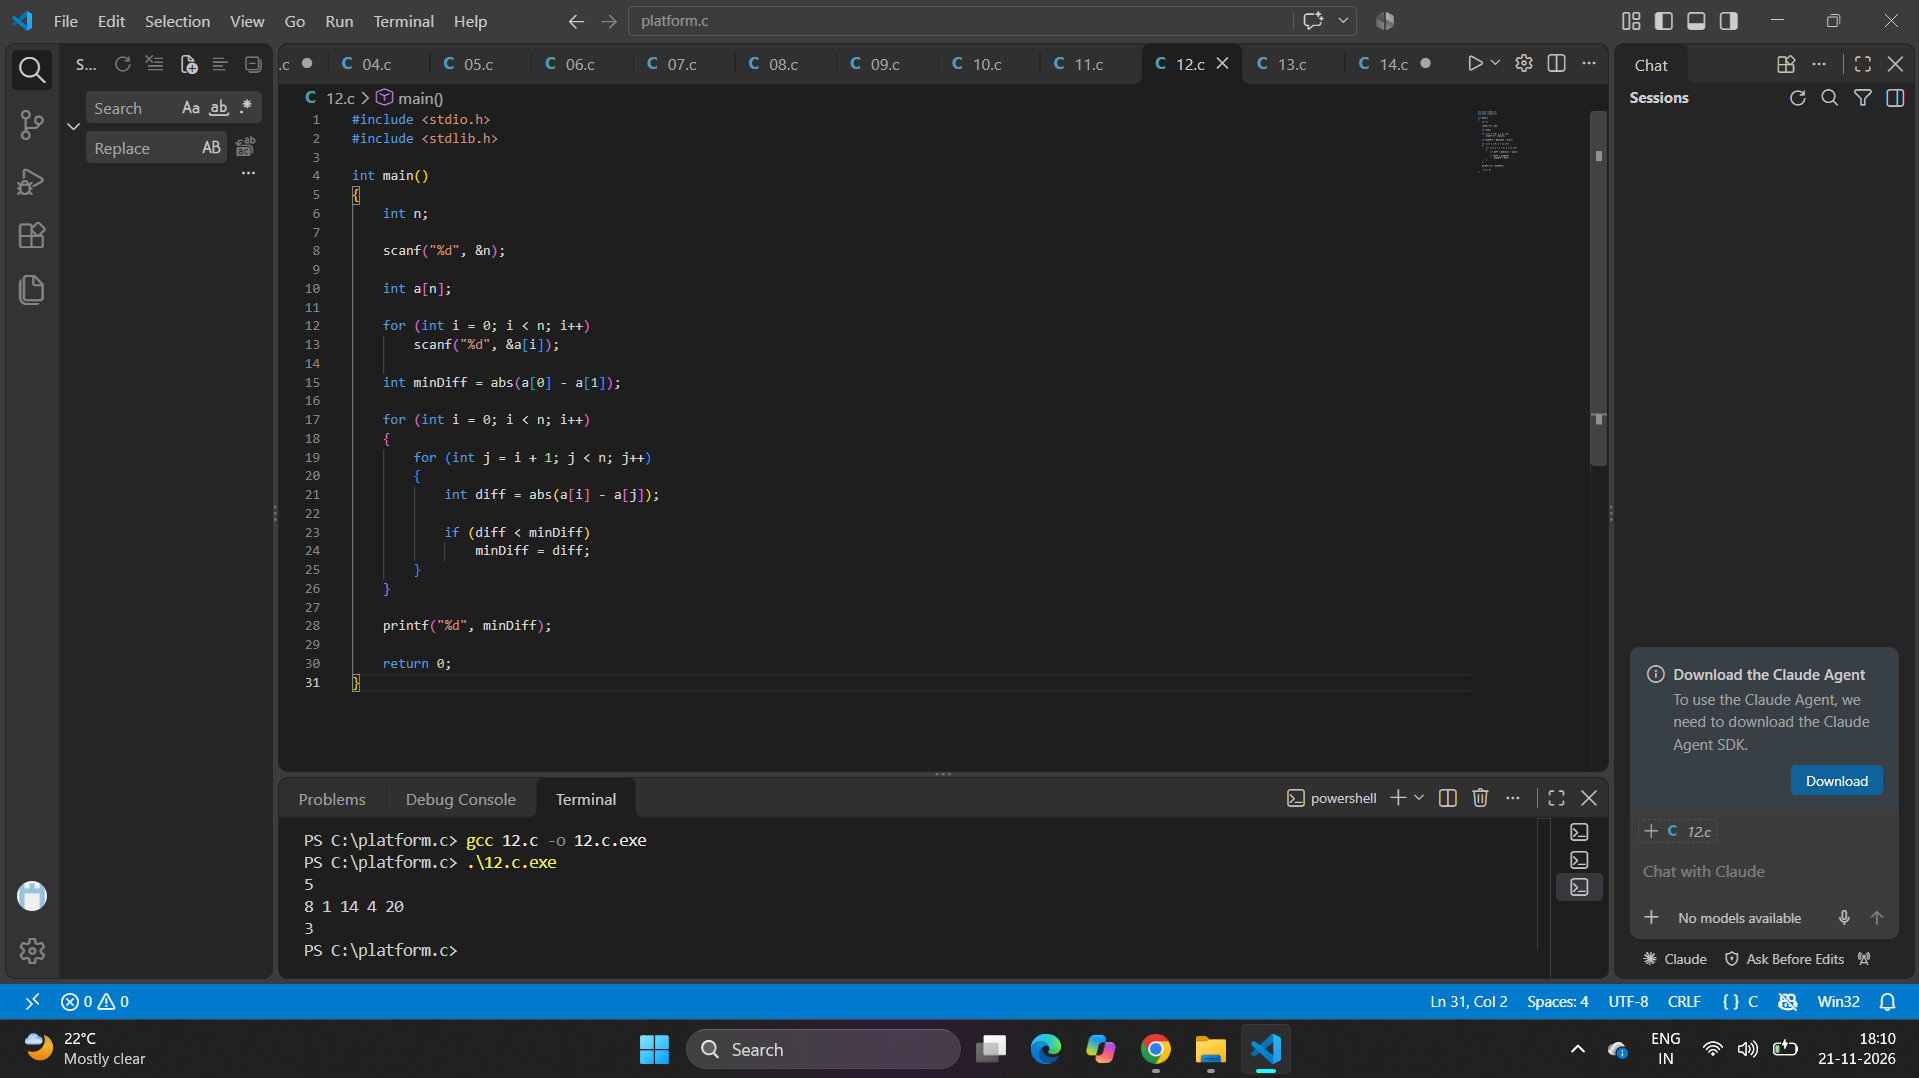 File Edit Selection View Go Run Terminal Help
platform.c
S...
.c 04.c 05.c 06.c 07.c 08.c 09.c 10.c 11.c 12.c 13.c 14.c
Chat
Sessions
Search Aa ab .*
Replace AB
12.c > main()
1 #include <stdio.h>
2 #include <stdlib.h>
3
4 int main()
5 {
6 int n;
7
8 scanf("%d", &n);
9
10 int a[n];
11
12 for (int i = 0; i < n; i++)
13 scanf("%d", &a[i]);
14
15 int minDiff = abs(a[0] - a[1]);
16
17 for (int i = 0; i < n; i++)
18 {
19 for (int j = i + 1; j < n; j++)
20 {
21 int diff = abs(a[i] - a[j]);
22
23 if (diff < minDiff)
24 minDiff = diff;
25 }
26 }
27
28 printf("%d", minDiff);
29
30 return 0;
31 }
Problems Debug Console Terminal
powershell
PS C:\platform.c> gcc 12.c -o 12.c.exe
PS C:\platform.c> .\12.c.exe
5
8 1 14 4 20
3
PS C:\platform.c>
Download the Claude Agent
To use the Claude Agent, we
need to download the Claude
Agent SDK.
Download
C 12.c
Chat with Claude
No models available
Claude Ask Before Edits
0 0
Ln 31, Col 2 Spaces: 4 UTF-8 CRLF {} C Win32
22°C
Mostly clear
Search
ENG
IN
18:10
21-11-2026